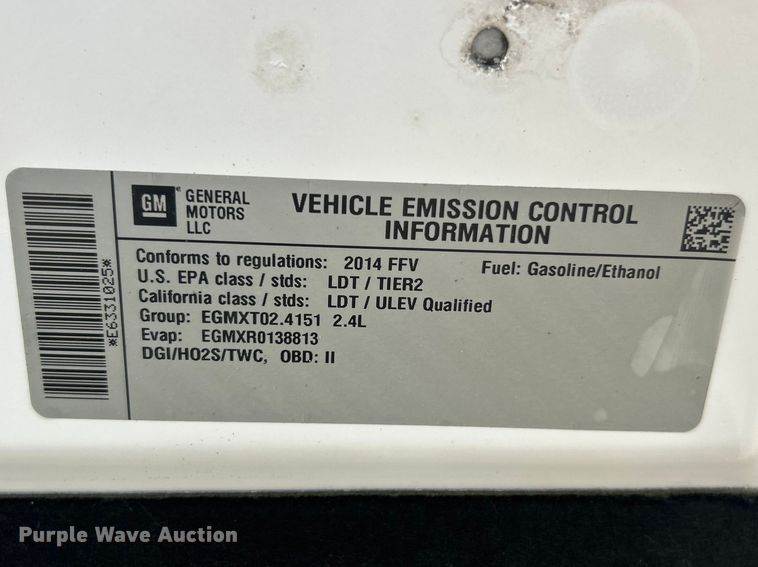 *E6331025*
GM
GENERAL
MOTORS
LLC
VEHICLE EMISSION CONTROL
INFORMATION
Conforms to regulations: 2014 FFV Fuel: Gasoline/Ethanol
U.S. EPA class / stds: LDT / TIER2
California class / stds: LDT / ULEV Qualified
Group: EGMXT02.4151 2.4L
Evap: EGMXR0138813
DGI/HO2S/TWC, OBD: II
Purple Wave Auction